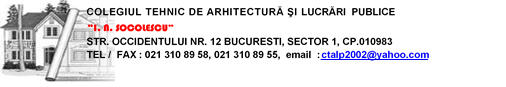 COLEGIUL TEHNIC DE ARHITECTURĂ ŞI LUCRĂRI PUBLICE
"I. N. SOCOLESCU"
STR. OCCIDENTULUI NR. 12 BUCURESTI, SECTOR 1, CP.010983
TEL / FAX : 021 310 89 58, 021 310 89 55, email :ctalp2002@yahoo.com